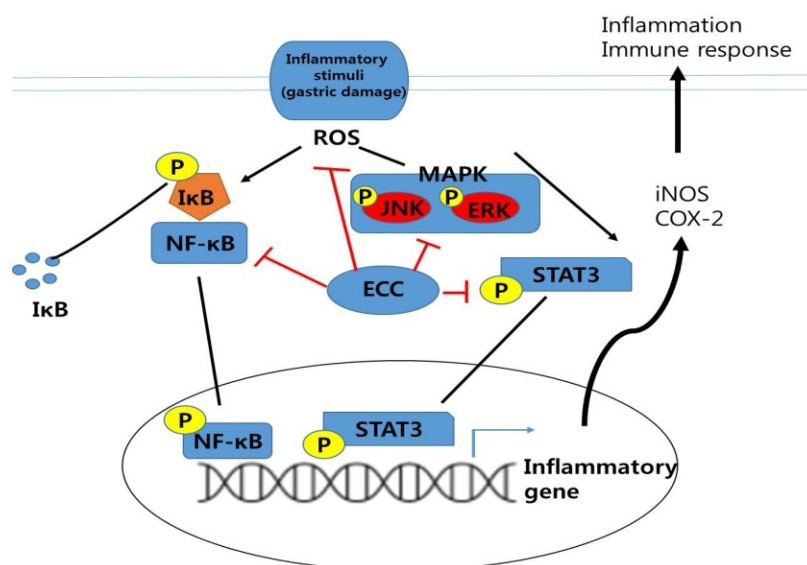 Inflammation
Immune response
Inflammatory
stimuli
(gastric damage)
ROS
P
IκB
NF-κB
IκB
MAPK
P
JNK
P
ERK
iNOS
COX-2
ECC
P
STAT3
P
NF-κB
P
STAT3
Inflammatory
gene